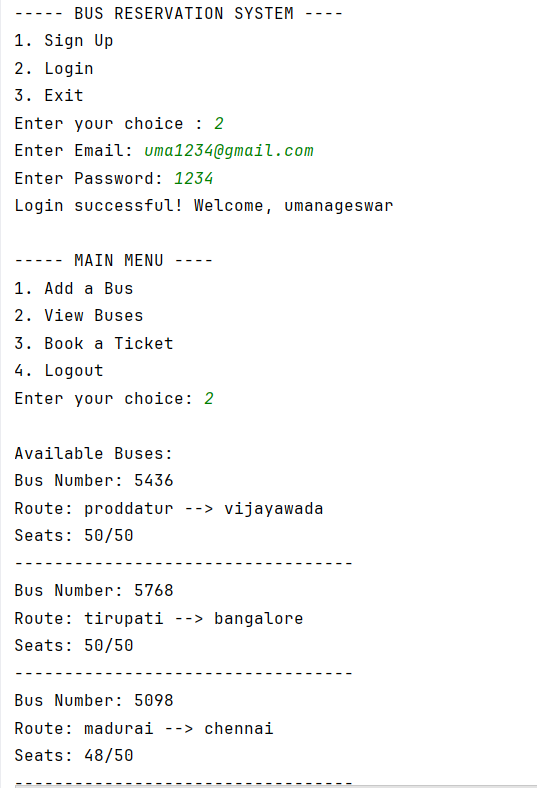 ----- BUS RESERVATION SYSTEM ----
1. Sign Up
2. Login
3. Exit
Enter your choice : 2
Enter Email: uma1234@gmail.com
Enter Password: 1234
Login successful! Welcome, umanageswar
----- MAIN MENU ----
1. Add a Bus
2. View Buses
3. Book a Ticket
4. Logout
Enter your choice: 2
Available Buses:
Bus Number: 5436
Route: proddatur --> vijayawada
Seats: 50/50
----------------------------------
Bus Number: 5768
Route: tirupati --> bangalore
Seats: 50/50
----------------------------------
Bus Number: 5098
Route: madurai --> chennai
Seats: 48/50
----------------------------------